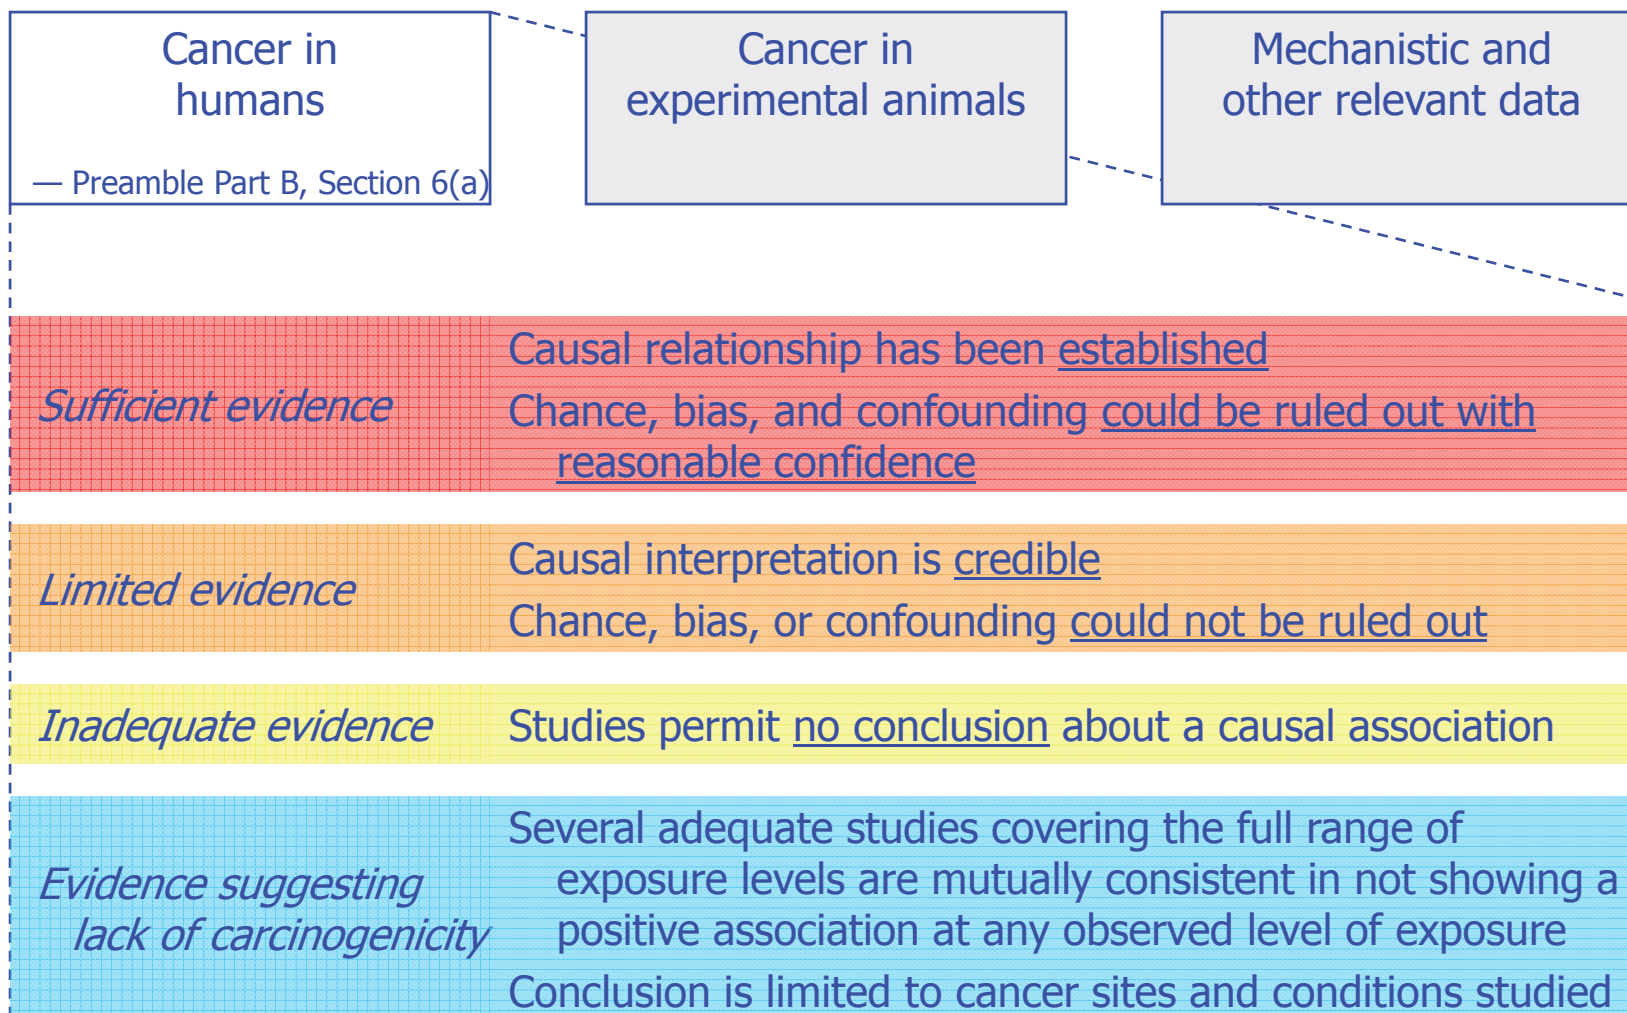 Cancer in
humans
— Preamble Part B, Section 6(a)
Cancer in
experimental animals
Mechanistic and
other relevant data
Sufficient evidence
Causal relationship has been established
Chance, bias, and confounding could be ruled out with
reasonable confidence
Limited evidence
Causal interpretation is credible
Chance, bias, or confounding could not be ruled out
Inadequate evidence
Studies permit no conclusion about a causal association
Evidence suggesting
lack of carcinogenicity
Several adequate studies covering the full range of
exposure levels are mutually consistent in not showing a
positive association at any observed level of exposure
Conclusion is limited to cancer sites and conditions studied